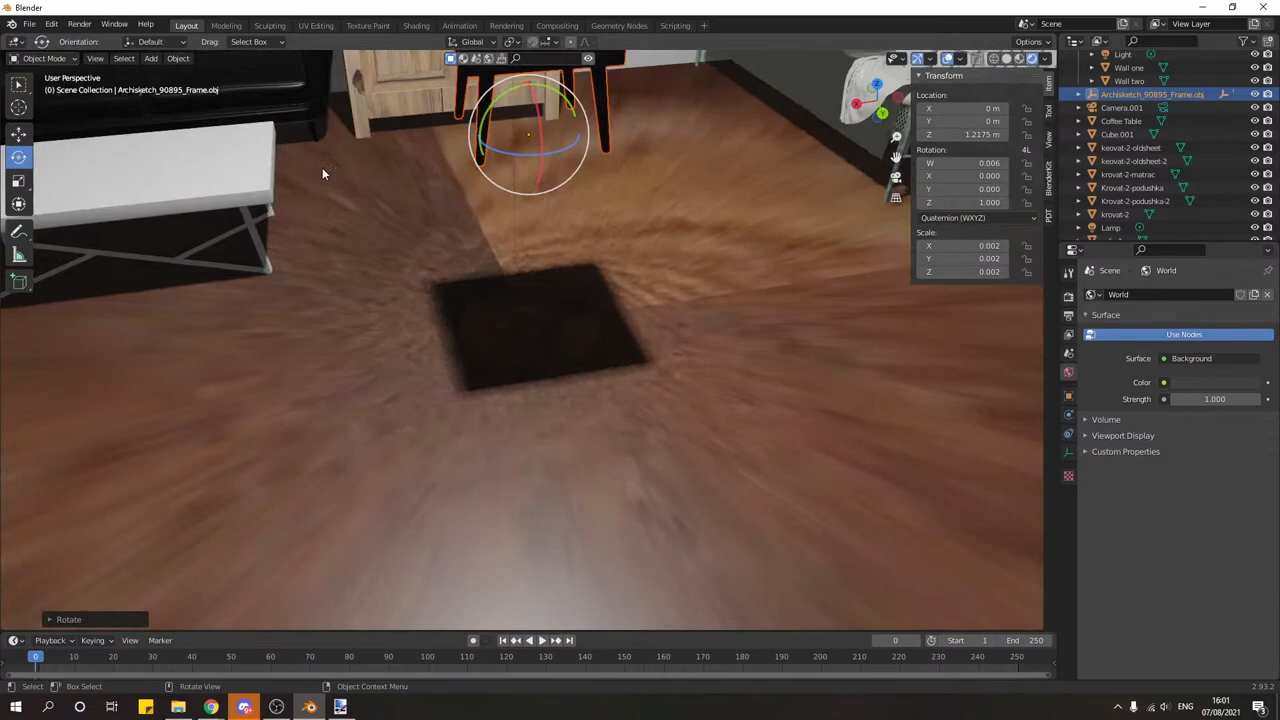 Blender
File Edit Render Window Help Layout Modeling Sculpting UV Editing Texture Paint Shading Animation Rendering Compositing Geometry Nodes Scripting + Scene View Layer
Orientation: Default Drag: Select Box Global Options
Object Mode View Select Add Object
User Perspective
(0) Scene Collection | Archisketch_90895_Frame.obj
Z
X
Y
Transform
Location:
X 0 m
Y 0 m
Z 1.2175 m
Rotation: 4L
W 0.006
X 0.000
Y 0.000
Z 1.000
Quaternion (WXYZ)
Scale:
X 0.002
Y 0.002
Z 0.002
Item
Tool
View
BlenderKit
PDT
Light
Wall one
Wall two
Archisketch_90895_Frame.obj
Camera.001
Coffee Table
Cube.001
keovat-2-oldsheet
keovat-2-oldsheet-2
krovat-2-matrac
Krovat-2-podushka
Krovat-2-podushka-2
krovat-2
Lamp
Scene World
World
Surface
Use Nodes
Surface Background
Color
Strength 1.000
Volume
Viewport Display
Custom Properties
Rotate
Playback Keying View Marker 0 Start 1 End 250
0 10 20 30 40 50 60 70 80 90 100 110 120 130 140 150 160 170 180 190 200 210 220 230 240 250
Select Box Select Rotate View Object Context Menu 2.93.2
ENG
16:01
07/08/2021
3